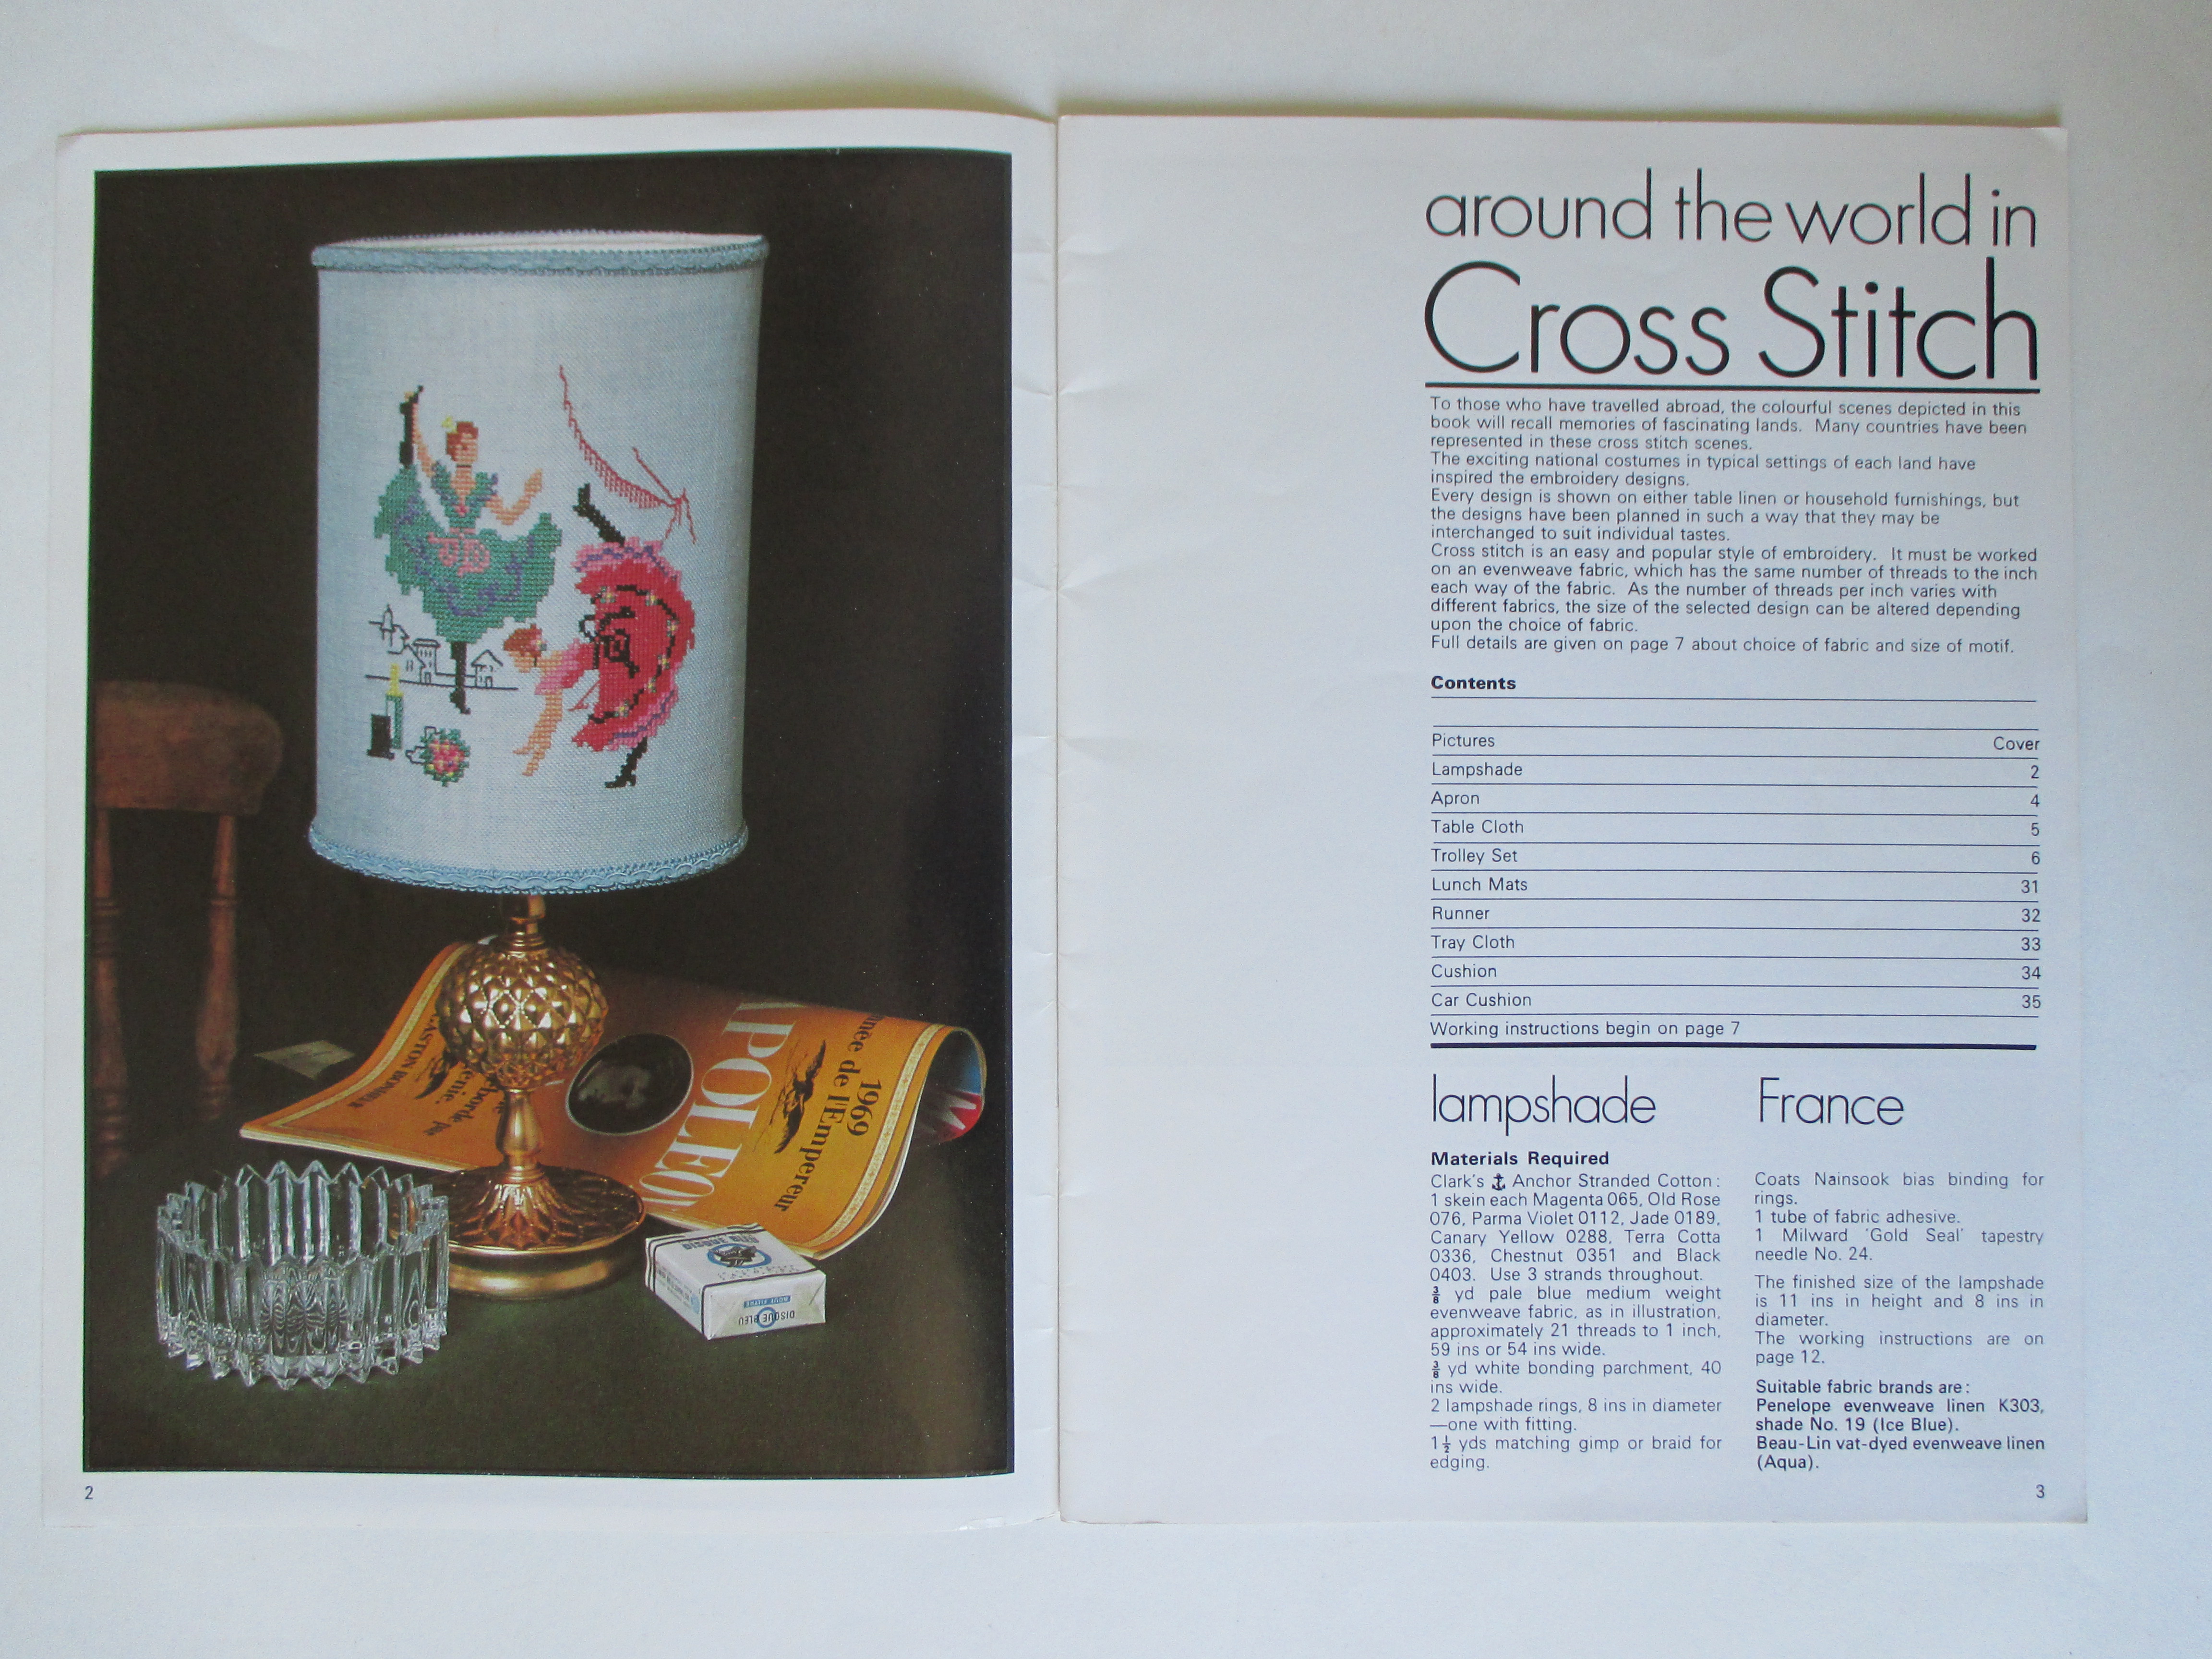 1969
nnée de l'Empereur
POLEO
GASTON BONHEUR
DISQUE BLEU
DISQUE BLEU
2
around the world in
Cross Stitch
To those who have travelled abroad, the colourful scenes depicted in this
book will recall memories of fascinating lands. Many countries have been
represented in these cross stitch scenes.
The exciting national costumes in typical settings of each land have
inspired the embroidery designs.
Every design is shown on either table linen or household furnishings, but
the designs have been planned in such a way that they may be
interchanged to suit individual tastes.
Cross stitch is an easy and popular style of embroidery. It must be worked
on an evenweave fabric, which has the same number of threads to the inch
each way of the fabric. As the number of threads per inch varies with
different fabrics, the size of the selected design can be altered depending
upon the choice of fabric.
Full details are given on page 7 about choice of fabric and size of motif.
Contents
Pictures Cover
Lampshade 2
Apron 4
Table Cloth 5
Trolley Set 6
Lunch Mats 31
Runner 32
Tray Cloth 33
Cushion 34
Car Cushion 35
Working instructions begin on page 7
lampshade France
Materials Required
Clark's Anchor Stranded Cotton:
1 skein each Magenta 065, Old Rose
076, Parma Violet 0112, Jade 0189,
Canary Yellow 0288, Terra Cotta
0336, Chestnut 0351 and Black
0403. Use 3 strands throughout.
⅜ yd pale blue medium weight
evenweave fabric, as in illustration,
approximately 21 threads to 1 inch,
59 ins or 54 ins wide.
⅜ yd white bonding parchment, 40
ins wide.
2 lampshade rings, 8 ins in diameter
—one with fitting.
1½ yds matching gimp or braid for
edging.
Coats Nainsook bias binding for
rings.
1 tube of fabric adhesive.
1 Milward 'Gold Seal' tapestry
needle No. 24.
The finished size of the lampshade
is 11 ins in height and 8 ins in
diameter.
The working instructions are on
page 12.
Suitable fabric brands are:
Penelope evenweave linen K303,
shade No. 19 (Ice Blue).
Beau-Lin vat-dyed evenweave linen
(Aqua).
3